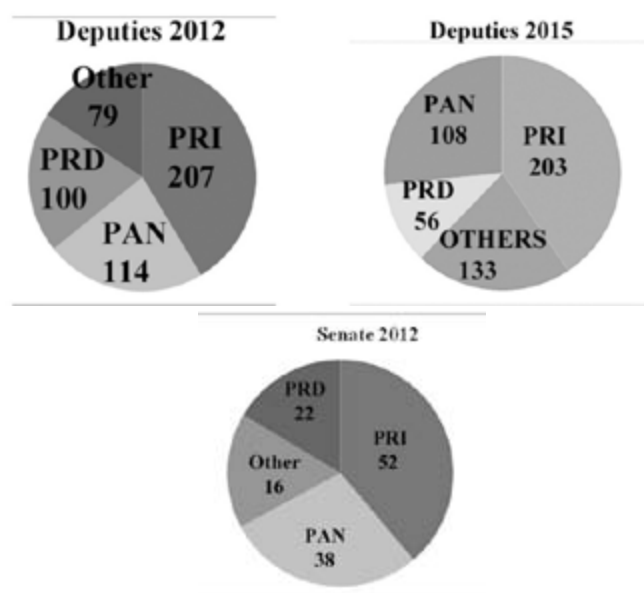 Deputies 2012
Other
79
PRI
207
PRD
100
PAN
114
Deputies 2015
PAN
108
PRI
203
PRD
56
OTHERS
133
Senate 2012
PRD
22
PRI
52
Other
16
PAN
38